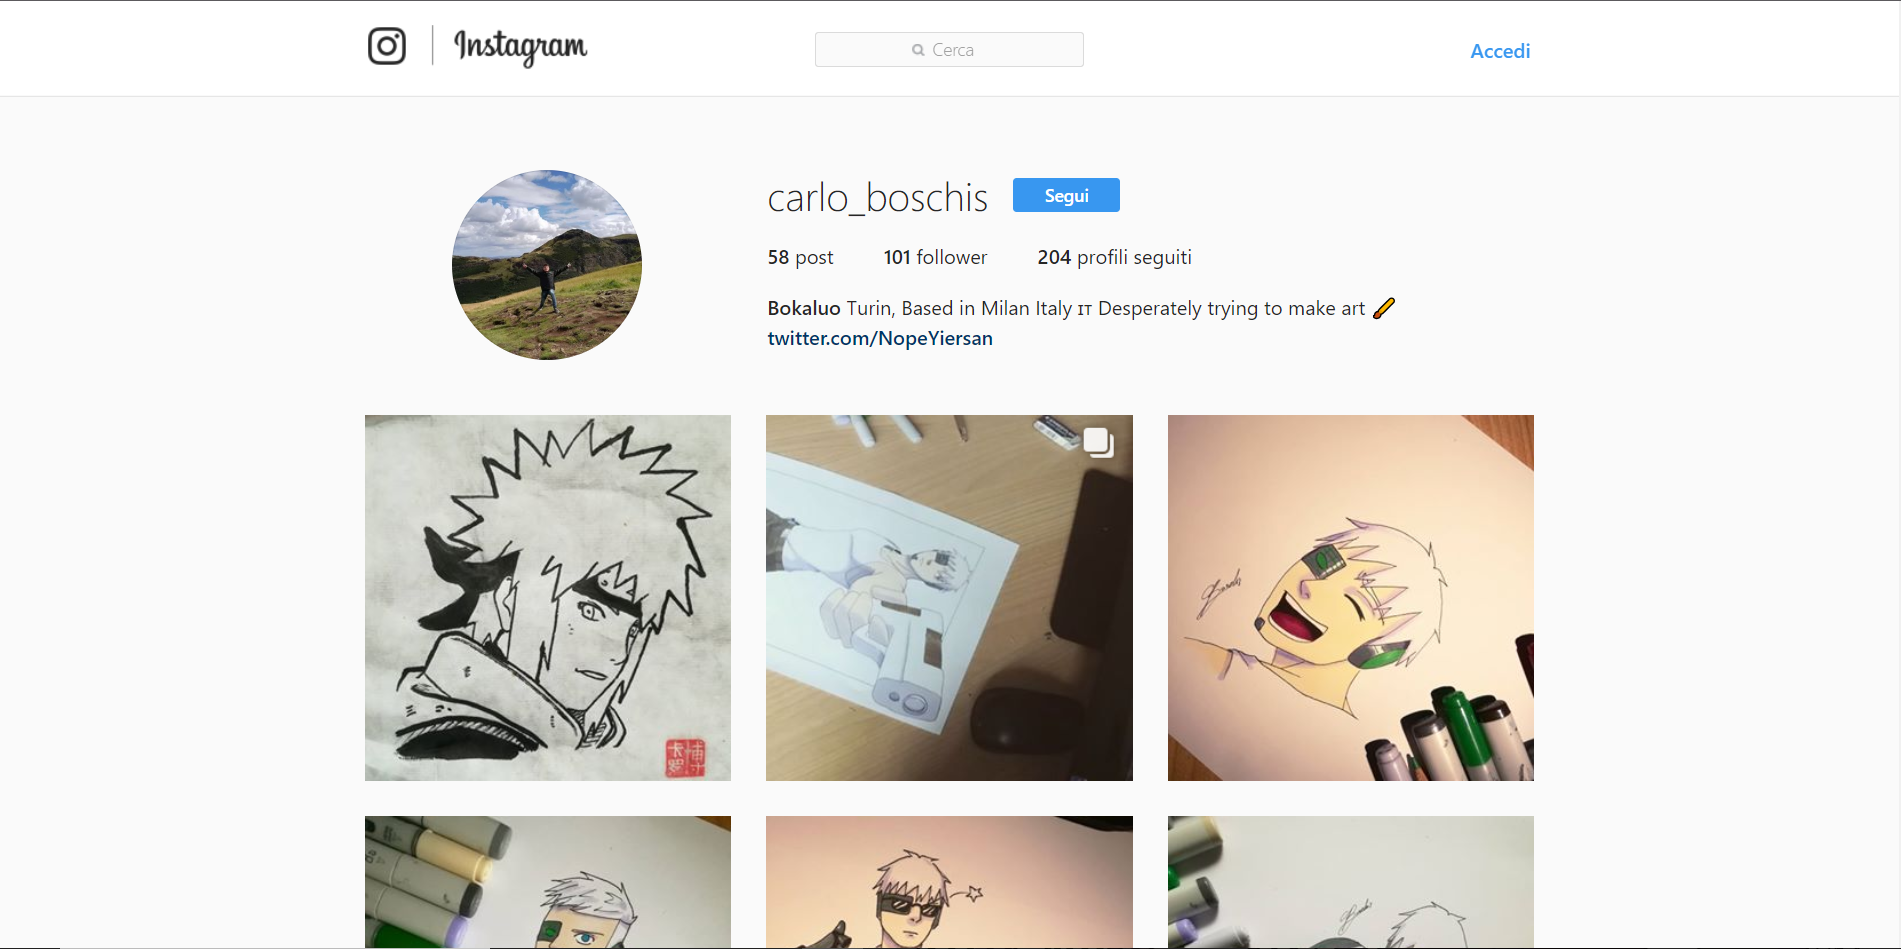 Instagram
Cerca
Accedi
carlo_boschis
Segui
58 post 101 follower 204 profili seguiti
Bokaluo Turin, Based in Milan Italy ɪᴛ Desperately trying to make art 🖌
twitter.com/NopeYiersan